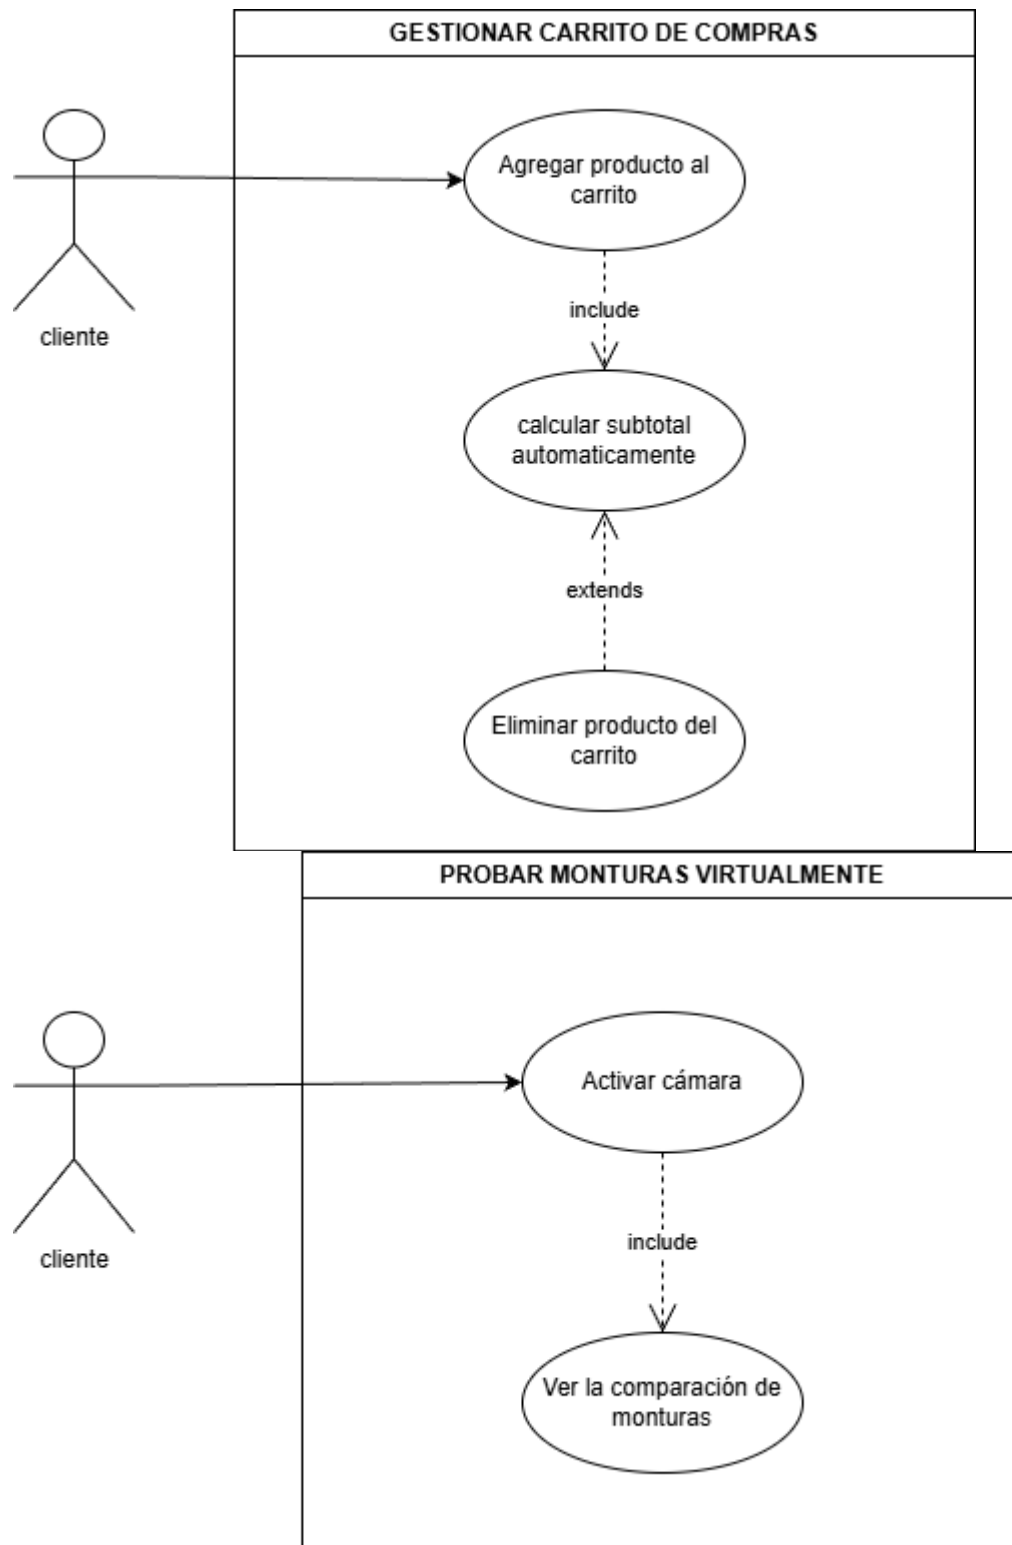 GESTIONAR CARRITO DE COMPRAS
Agregar producto al
carrito
include
cliente
calcular subtotal
automaticamente
extends
Eliminar producto del
carrito
PROBAR MONTURAS VIRTUALMENTE
Activar cámara
include
cliente
Ver la comparación de
monturas